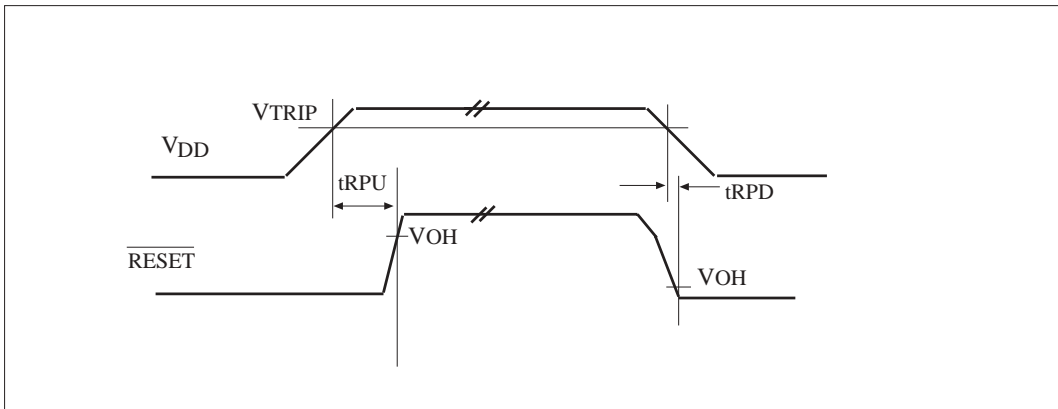 VTRIP
VDD
tRPU
tRPD
VOH
RESET
VOH